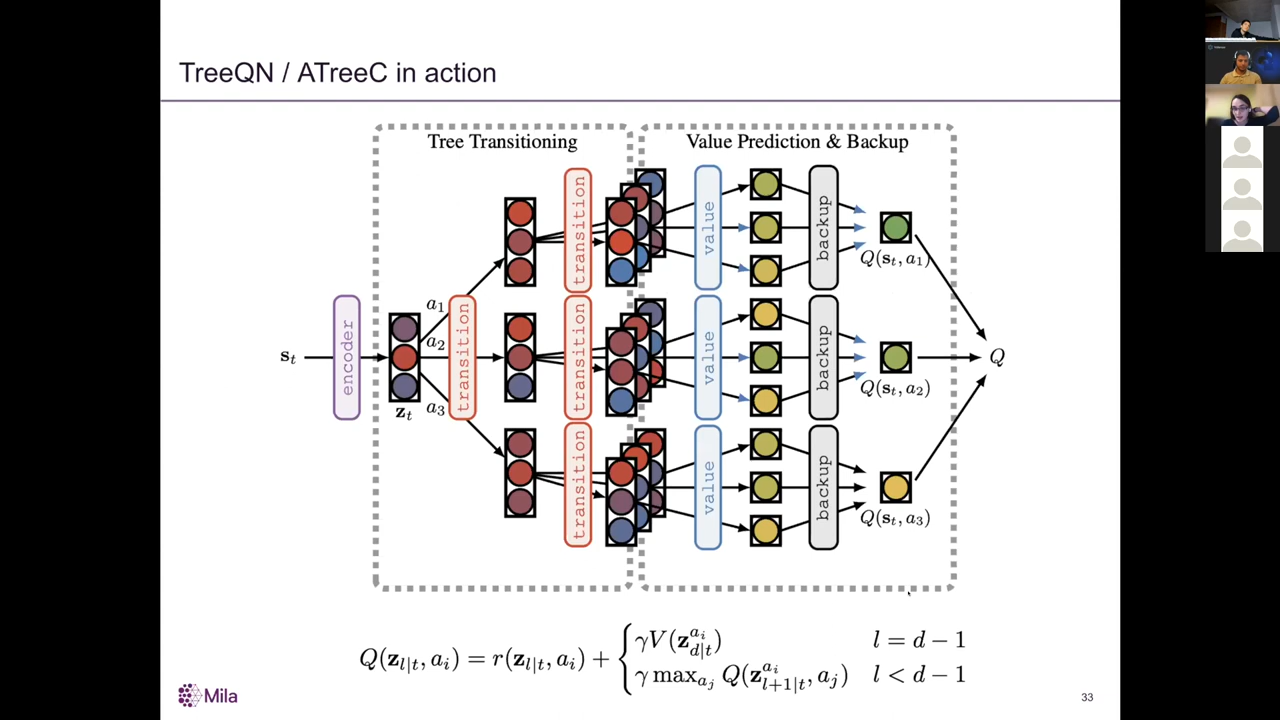 TreeQN / ATreeC in action
Tree Transitioning
Value Prediction & Backup
s_t
encoder
z_t
a_1
a_2
a_3
transition
transition
transition
transition
value
value
value
backup
backup
backup
Q(s_t, a_1)
Q(s_t, a_2)
Q(s_t, a_3)
Q
Q(z_{l|t}, a_i) = r(z_{l|t}, a_i) + { γV(z_{d|t}^{a_i}) l = d − 1
γ max_{a_j} Q(z_{l+1|t}^{a_i}, a_j) l < d − 1
Mila
33